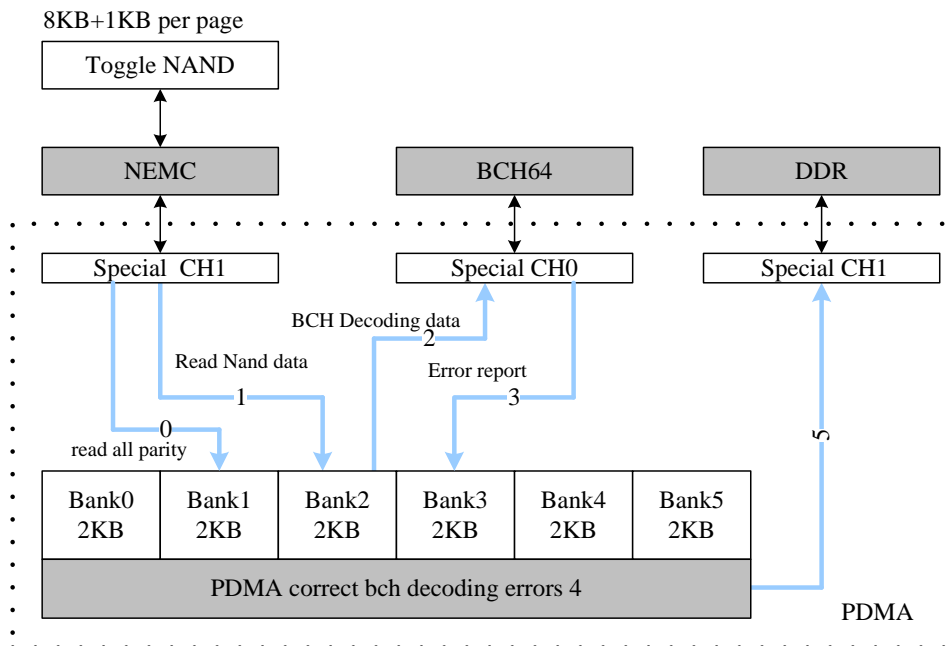 8KB+1KB per page
Toggle NAND
NEMC
BCH64
DDR
Special CH1
Special CH0
Special CH1
BCH Decoding data
2
Read Nand data
Error report
1
3
0
read all parity
5
Bank0
2KB
Bank1
2KB
Bank2
2KB
Bank3
2KB
Bank4
2KB
Bank5
2KB
PDMA correct bch decoding errors 4
PDMA